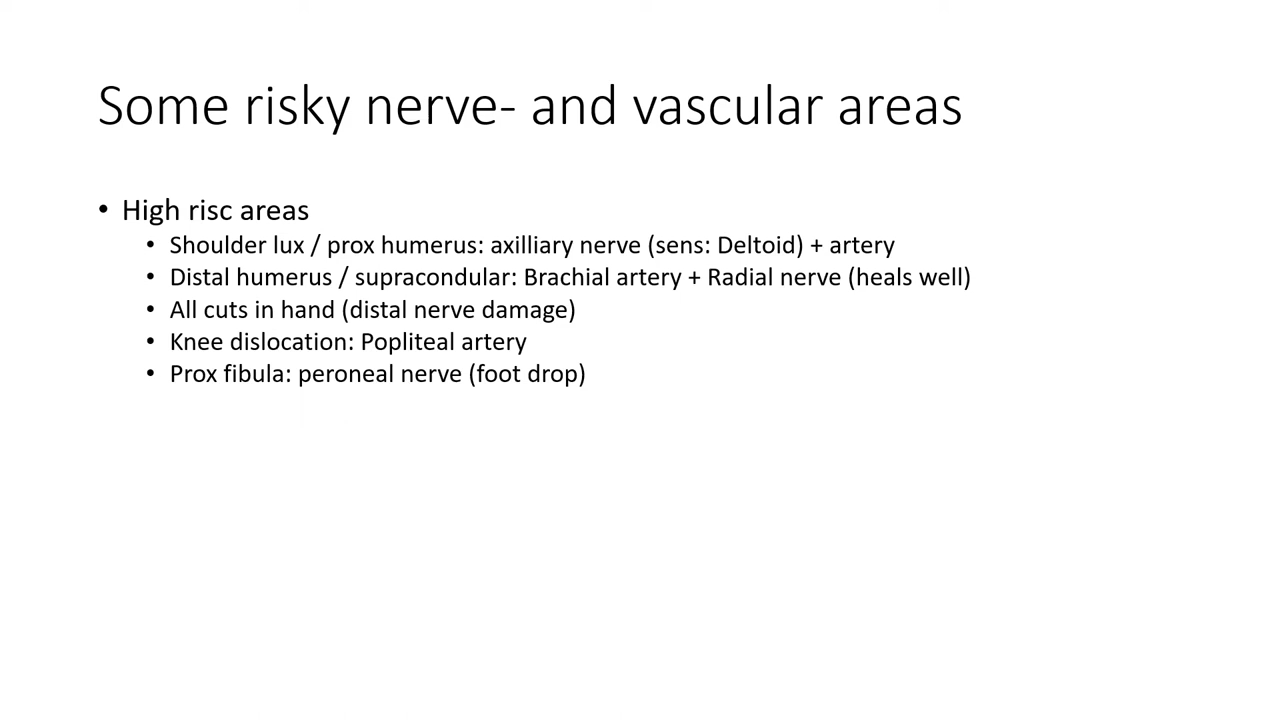 Some risky nerve- and vascular areas
• High risc areas
• Shoulder lux / prox humerus: axilliary nerve (sens: Deltoid) + artery
• Distal humerus / supracondular: Brachial artery + Radial nerve (heals well)
• All cuts in hand (distal nerve damage)
• Knee dislocation: Popliteal artery
• Prox fibula: peroneal nerve (foot drop)